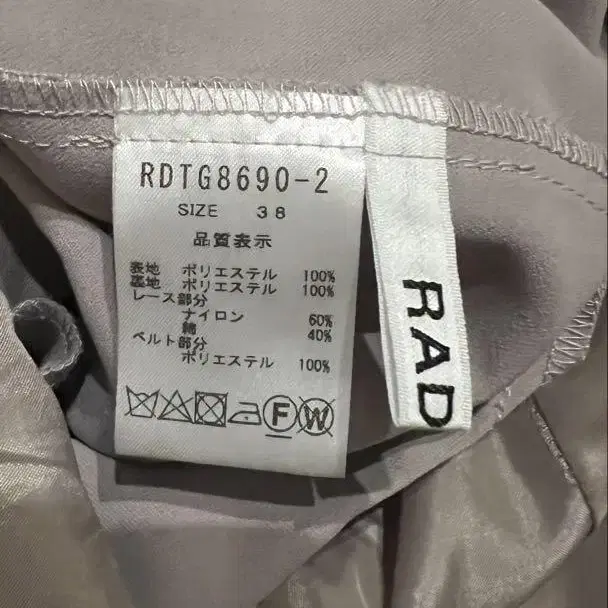 RDTG8690-2
SIZE 38
品質表示
表地 ポリエステル 100%
裏地 ポリエステル 100%
レース部分
ナイロン 60%
綿 40%
ベルト部分
ポリエステル 100%
F W
RAD